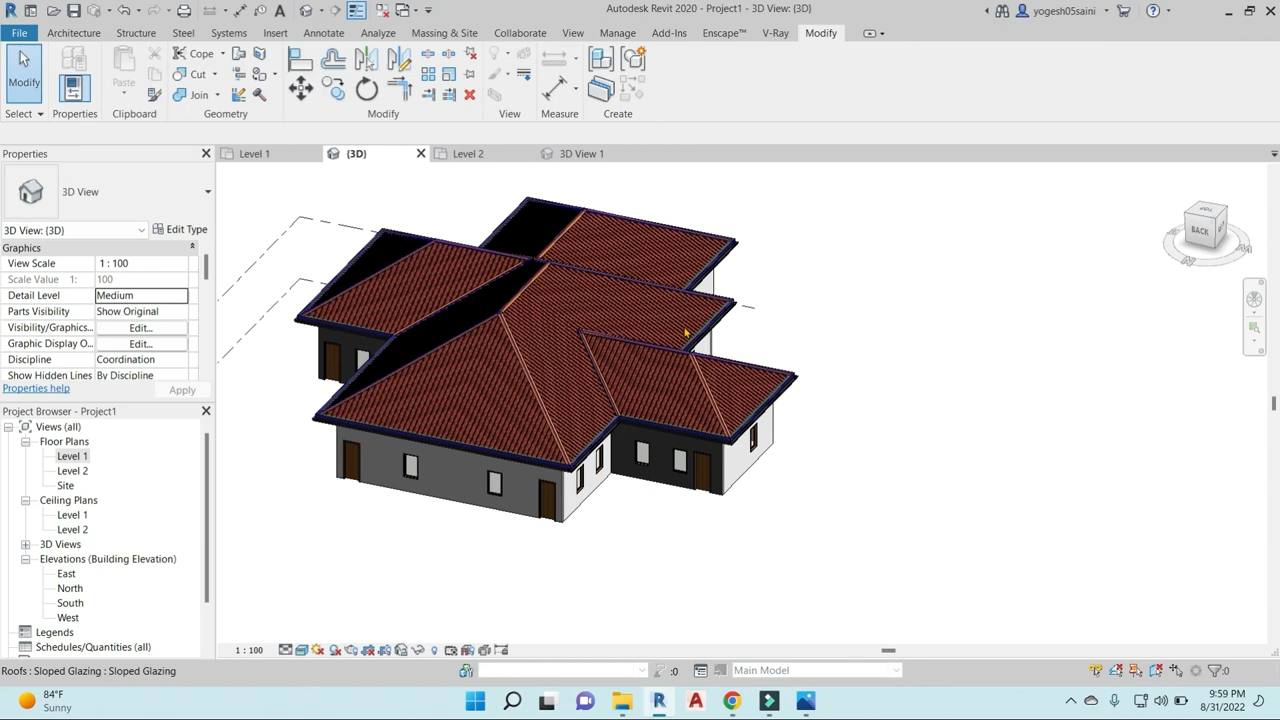 Autodesk Revit 2020 - Project1 - 3D View: {3D}
yogesh05saini
File Architecture Structure Steel Systems Insert Annotate Analyze Massing & Site Collaborate View Manage Add-Ins Enscape™ V-Ray Modify
Modify
Paste
Cope
Cut
Join
Select Properties Clipboard Geometry Modify View Measure Create
Properties
Level 1 {3D} Level 2 3D View 1
3D View
3D View: {3D} Edit Type
Graphics
View Scale 1 : 100
Scale Value 1: 100
Detail Level Medium
Parts Visibility Show Original
Visibility/Graphics... Edit...
Graphic Display O... Edit...
Discipline Coordination
Show Hidden Lines By Discipline
Properties help Apply
TOP
BACK
Project Browser - Project1
Views (all)
Floor Plans
Level 1
Level 2
Site
Ceiling Plans
Level 1
Level 2
3D Views
Elevations (Building Elevation)
East
North
South
West
Legends
Schedules/Quantities (all)
1 : 100
Roofs : Sloped Glazing : Sloped Glazing
:0
Main Model
:0
84°F
Sunny
9:59 PM
8/31/2022